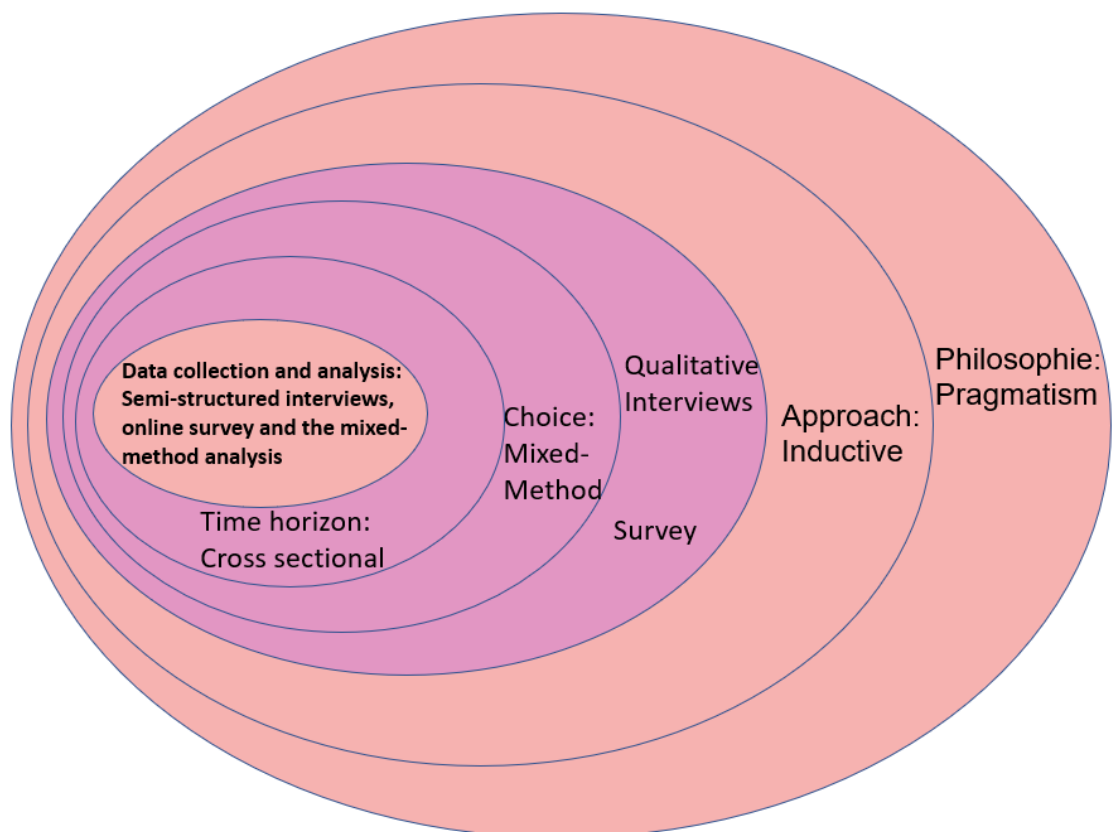 Data collection and analysis:
Semi-structured interviews,
online survey and the mixed-
method analysis
Time horizon:
Cross sectional
Choice:
Mixed-
Method
Qualitative
Interviews
Survey
Approach:
Inductive
Philosophie:
Pragmatism